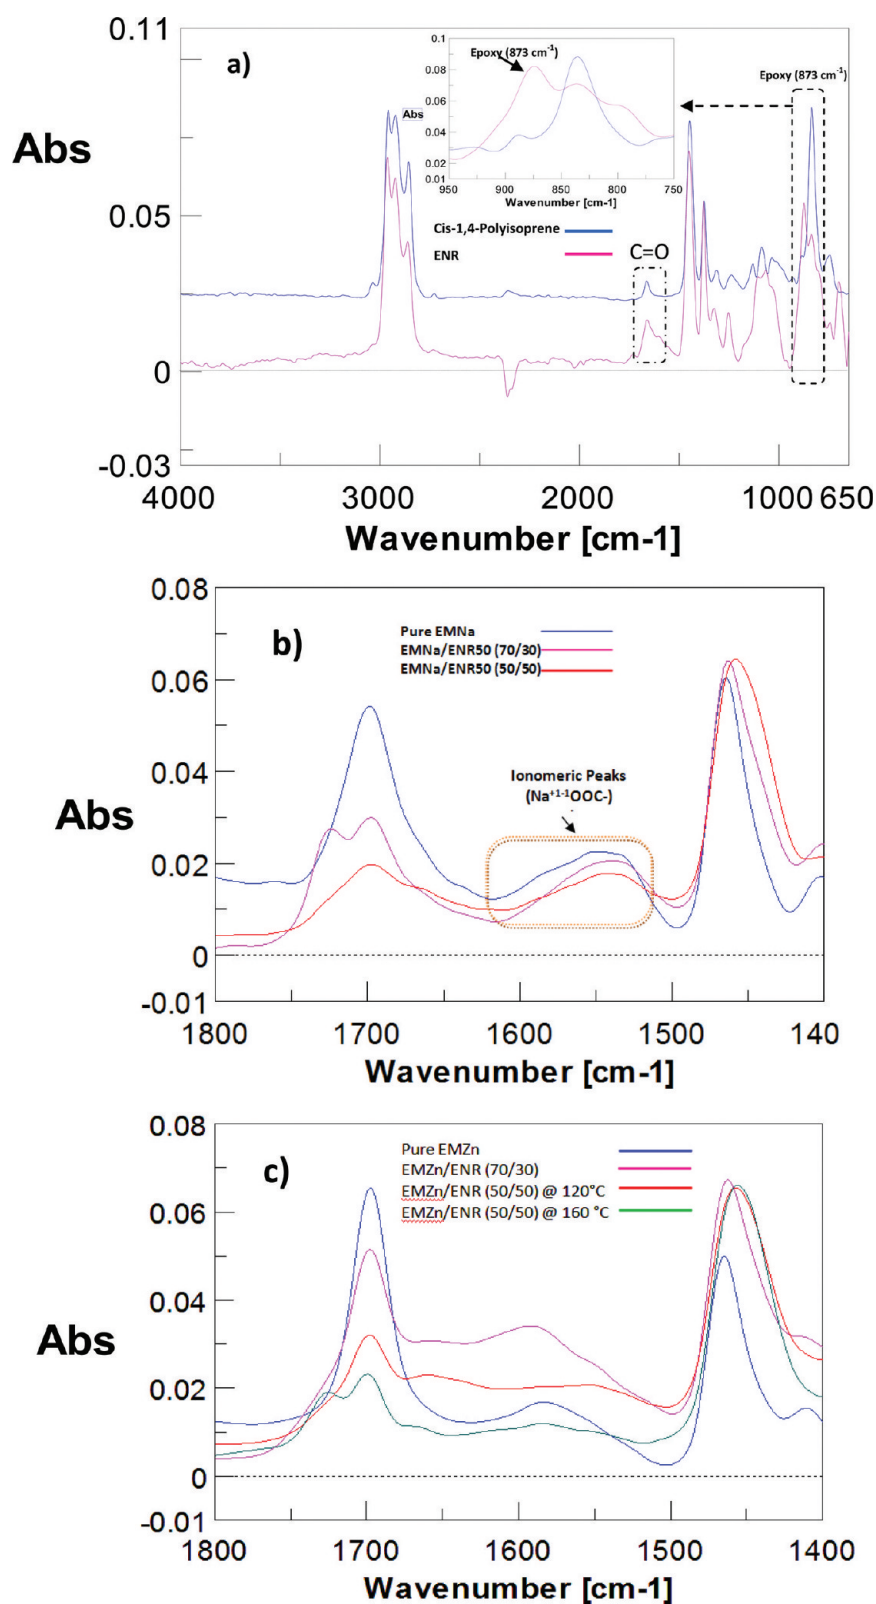 0.11
a)
0.1
Epoxy (873 cm-1)
0.08
0.06
Abs
0.04
0.02
0.01
950 900 850 800 750
Wavenumber [cm-1]
Epoxy (873 cm-1)
Abs
0.05
Cis-1,4-Polyisoprene
ENR
C=O
0
-0.03
4000 3000 2000 1000 650
Wavenumber [cm-1]
0.08
b)
Pure EMNa
EMNa/ENR50 (70/30)
EMNa/ENR50 (50/50)
0.06
0.04
Ionomeric Peaks
(Na+1-1OOC-)
Abs
0.02
0
-0.01
1800 1700 1600 1500 140
Wavenumber [cm-1]
0.08
c)
Pure EMZn
EMZn/ENR (70/30)
EMZn/ENR (50/50) @ 120°C
EMZn/ENR (50/50) @ 160 °C
0.06
0.04
Abs
0.02
0
-0.01
1800 1700 1600 1500 1400
Wavenumber [cm-1]